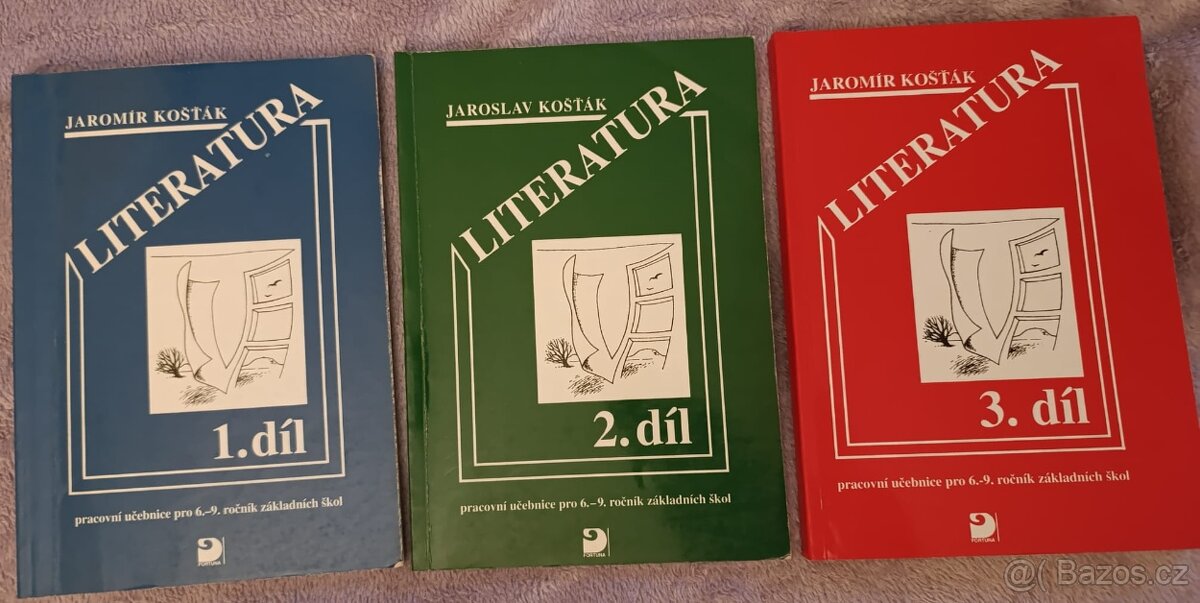 JAROMÍR KOŠŤÁK
LITERATURA
1. díl
pracovní učebnice pro 6.–9. ročník základních škol
FORTUNA
JAROSLAV KOŠŤÁK
LITERATURA
2. díl
pracovní učebnice pro 6.–9. ročník základních škol
FORTUNA
JAROMÍR KOŠŤÁK
LITERATURA
3. díl
pracovní učebnice pro 6.-9. ročník základních škol
FORTUNA
@( Bazos.cz